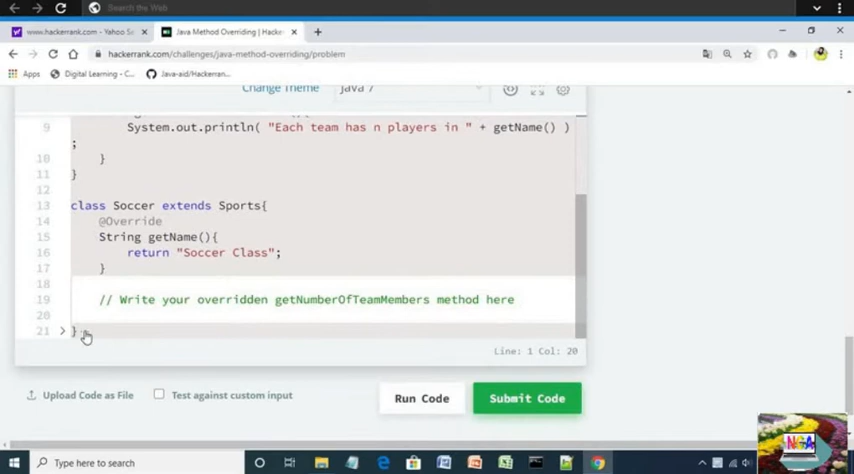 Search the Web
www.hackerrank.com - Yahoo Se
Java Method Overriding | Hacker
hackerrank.com/challenges/java-method-overriding/problem
Apps
Digital Learning - C...
Java-aid/Hackerran...
Change Theme
Java 7
9 System.out.println( "Each team has n players in " + getName() )
;
10 }
11 }
12
13 class Soccer extends Sports{
14 @Override
15 String getName(){
16 return "Soccer Class";
17 }
18
19 // Write your overridden getNumberOfTeamMembers method here
20
21 > }
Line: 1 Col: 20
Upload Code as File
Test against custom input
Run Code
Submit Code
NGA
Type here to search